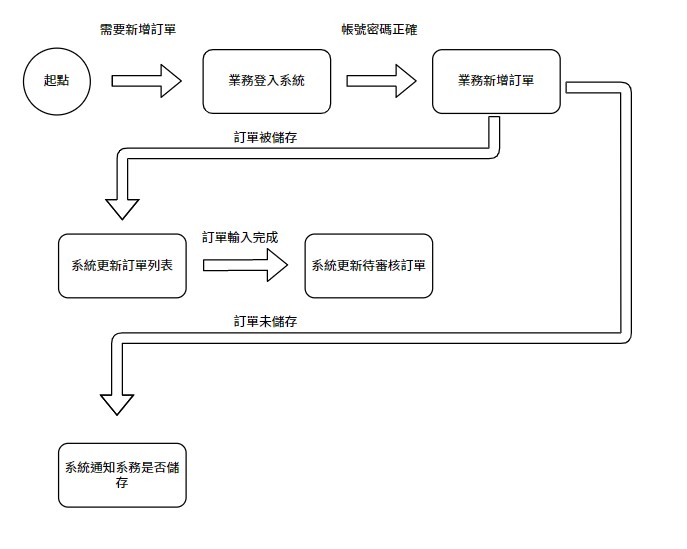 需要新增訂單
帳號密碼正確
起點
業務登入系統
業務新增訂單
訂單被儲存
訂單輸入完成
系統更新訂單列表
系統更新待審核訂單
訂單未儲存
系統通知系務是否儲
存